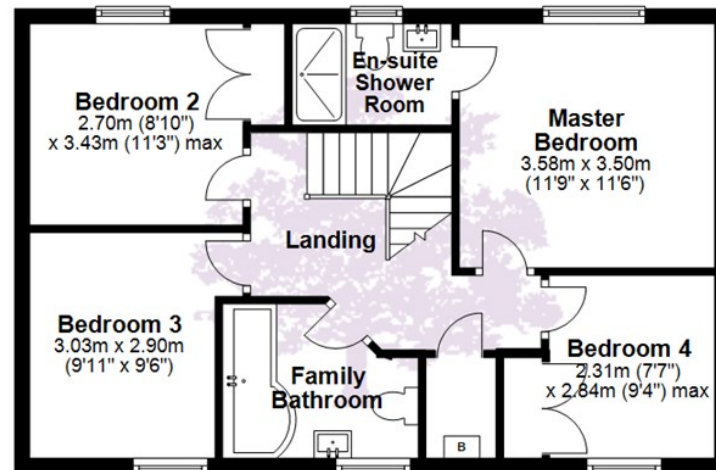 Bedroom 2
2.70m (8'10")
x 3.43m (11'3") max
En-suite
Shower
Room
Master
Bedroom
3.58m x 3.50m
(11'9" x 11'6")
Landing
Bedroom 3
3.03m x 2.90m
(9'11" x 9'6")
Family
Bathroom
Bedroom 4
2.31m (7'7")
x 2.84m (9'4") max
B